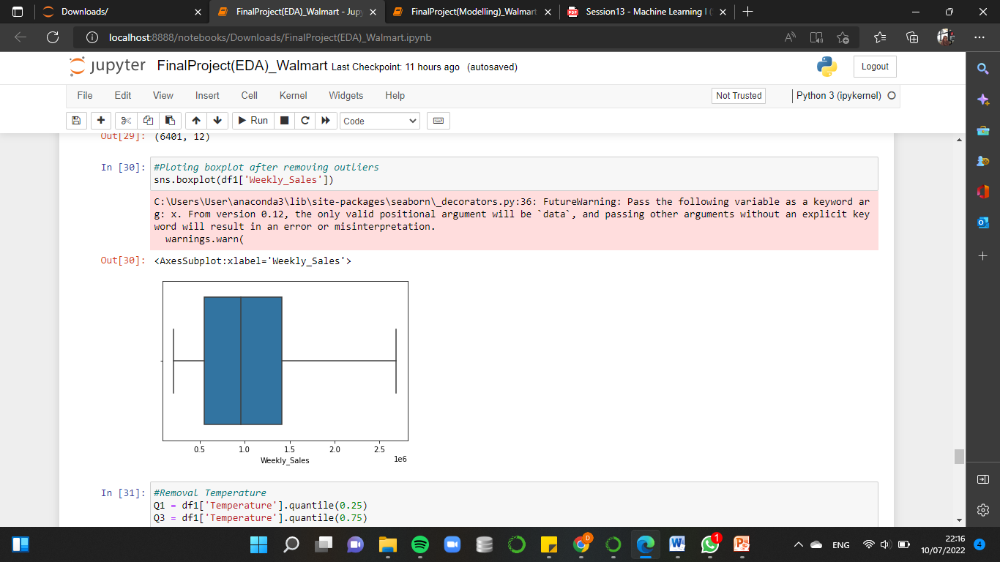 Downloads/
FinalProject(EDA)_Walmart - Jup
FinalProject(Modelling)_Walmart
PDF
Session13 - Machine Learning I (
localhost:8888/notebooks/Downloads/FinalProject(EDA)_Walmart.ipynb
jupyter FinalProject(EDA)_Walmart Last Checkpoint: 11 hours ago (autosaved)
Logout
File Edit View Insert Cell Kernel Widgets Help
Not Trusted
Python 3 (ipykernel)
Run
Code
Out[29]: (6401, 12)
In [30]: #Ploting boxplot after removing outliers
sns.boxplot(df1['Weekly_Sales'])
C:\Users\User\anaconda3\lib\site-packages\seaborn\_decorators.py:36: FutureWarning: Pass the following variable as a keyword ar
g: x. From version 0.12, the only valid positional argument will be `data`, and passing other arguments without an explicit key
word will result in an error or misinterpretation.
warnings.warn(
Out[30]: <AxesSubplot:xlabel='Weekly_Sales'>
0.5 1.0 1.5 2.0 2.5
Weekly_Sales
1e6
In [31]: #Removal Temperature
Q1 = df1['Temperature'].quantile(0.25)
Q3 = df1['Temperature'].quantile(0.75)
D
1
ENG
22:16
10/07/2022
4